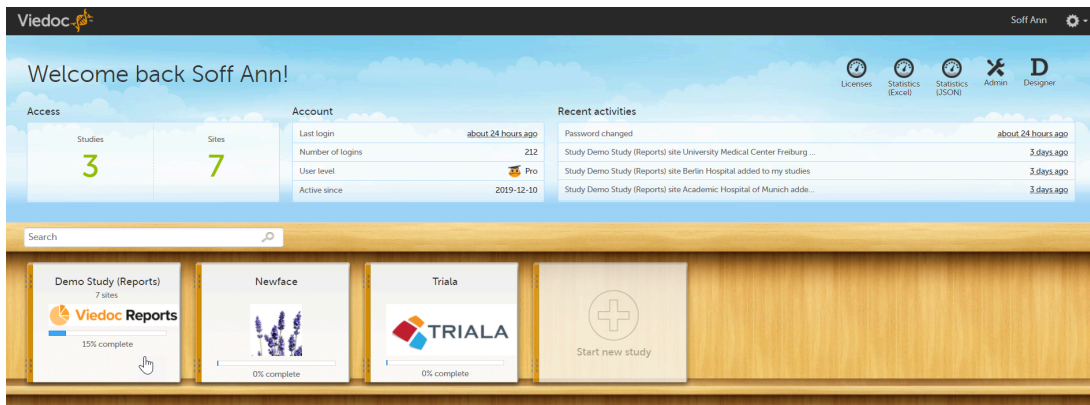 Viedoc
Soff Ann
Welcome back Soff Ann!
Licenses
Statistics
(Excel)
Statistics
(JSON)
Admin
D
Designer
Access
Studies
3
Sites
7
Account
Last login about 24 hours ago
Number of logins 212
User level Pro
Active since 2019-12-10
Recent activities
Password changed about 24 hours ago
Study Demo Study (Reports) site University Medical Center Freiburg ... 3 days ago
Study Demo Study (Reports) site Berlin Hospital added to my studies 3 days ago
Study Demo Study (Reports) site Academic Hospital of Munich adde... 3 days ago
Search
Demo Study (Reports)
7 sites
Viedoc Reports
15% complete
Newface
0% complete
Triala
TRIALA
0% complete
Start new study